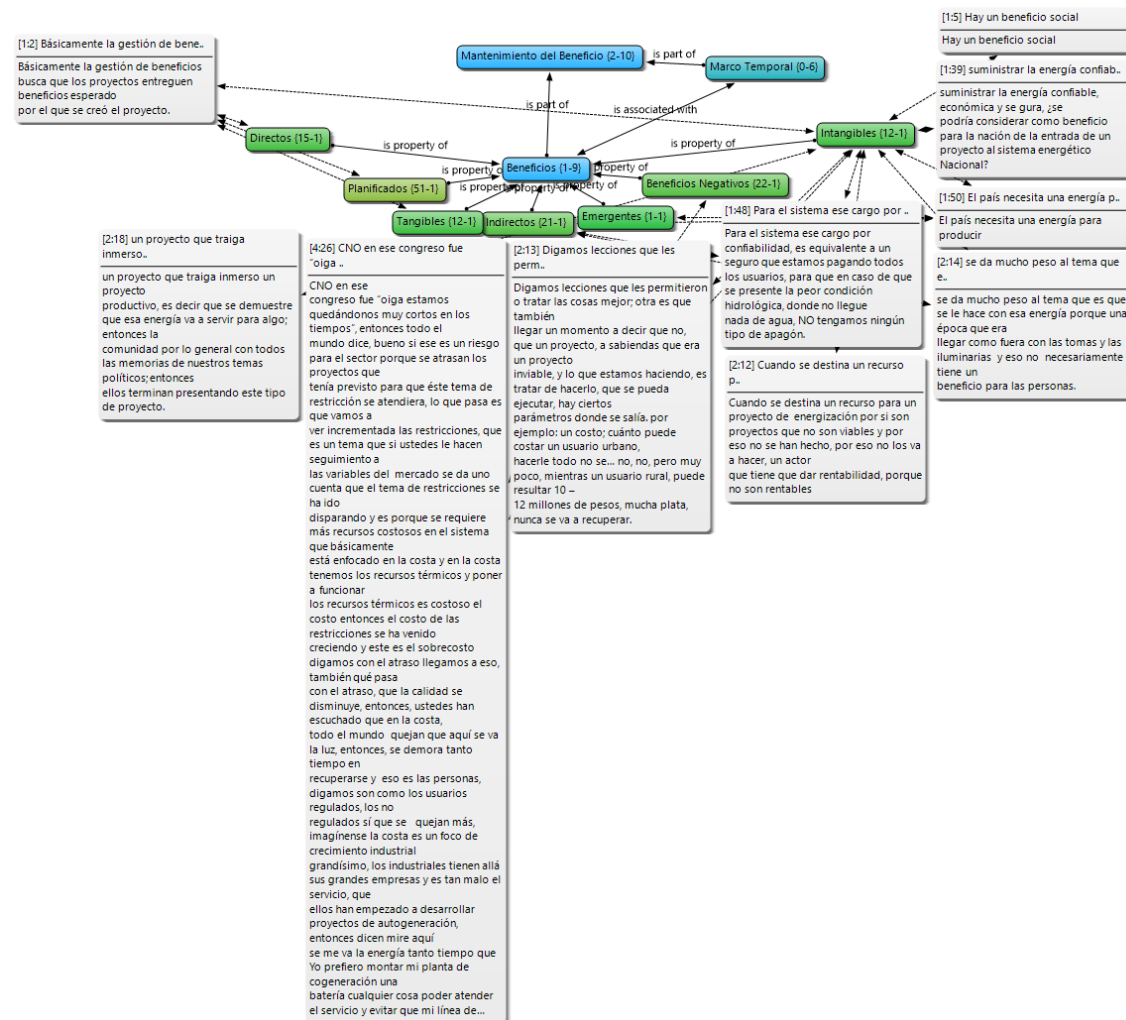 [1:2] Básicamente la gestión de bene..
Básicamente la gestión de beneficios
busca que los proyectos entreguen
beneficios esperado
por el que se creó el proyecto.
Mantenimiento del Beneficio {2-10}
is part of
Marco Temporal {0-6}
is part of
is associated with
Directos {15-1}
is property of
Beneficios {1-9}
is property of
Intangibles {12-1}
Planificados {51-1}
is property of
is property of
property of
is property of
property of
Beneficios Negativos {22-1}
Tangibles {12-1}
Indirectos {21-1}
Emergentes {1-1}
[1:5] Hay un beneficio social
Hay un beneficio social
[1:39] suministrar la energía confiab..
suministrar la energía confiable,
económica y se gura, ¿se
podría considerar como beneficio
para la nación de la entrada de un
proyecto al sistema energético
Nacional?
[1:50] El país necesita una energía p..
El país necesita una energía para
producir
[2:14] se da mucho peso al tema que
e..
se da mucho peso al tema que es que
se le hace con esa energía porque una
época que era
llegar como fuera con las tomas y las
iluminarias y eso no necesariamente
tiene un
beneficio para las personas.
[1:48] Para el sistema ese cargo por ..
Para el sistema ese cargo por
confiabilidad, es equivalente a un
seguro que estamos pagando todos
los usuarios, para que en caso de que
se presente la peor condición
hidrológica, donde no llegue
nada de agua, NO tengamos ningún
tipo de apagón.
[2:12] Cuando se destina un recurso
p..
Cuando se destina un recurso para un
proyecto de energización por si son
proyectos que no son viables y por
eso no se han hecho, por eso no los va
a hacer, un actor
que tiene que dar rentabilidad, porque
no son rentables
[2:18] un proyecto que traiga
inmerso..
un proyecto que traiga inmerso un
proyecto
productivo, es decir que se demuestre
que esa energía va a servir para algo;
entonces la
comunidad por lo general con todos
las memorias de nuestros temas
políticos; entonces
ellos terminan presentando este tipo
de proyecto.
[4:26] CNO en ese congreso fue
“oiga ..
CNO en ese
congreso fue “oiga estamos
quedándonos muy cortos en los
tiempos”, entonces todo el
mundo dice, bueno si ese es un riesgo
para el sector porque se atrasan los
proyectos que
tenía previsto para que éste tema de
restricción se atendiera, lo que pasa es
que vamos a
ver incrementada las restricciones, que
es un tema que si ustedes le hacen
seguimiento a
las variables del mercado se da uno
cuenta que el tema de restricciones se
ha ido
disparando y es porque se requiere
más recursos costosos en el sistema
que básicamente
está enfocado en la costa y en la costa
tenemos los recursos térmicos y poner
a funcionar
los recursos térmicos es costoso el
costo entonces el costo de las
restricciones se ha venido
creciendo y este es el sobrecosto
digamos con el atraso llegamos a eso,
también qué pasa
con el atraso, que la calidad se
disminuye, entonces, ustedes han
escuchado que en la costa,
todo el mundo quejan que aquí se va
la luz, entonces, se demora tanto
tiempo en
recuperarse y eso es las personas,
digamos son como los usuarios
regulados, los no
regulados sí que se quejan más,
imagínense la costa es un foco de
crecimiento industrial
grandísimo, los industriales tienen allá
sus grandes empresas y es tan malo el
servicio, que
ellos han empezado a desarrollar
proyectos de autogeneración,
entonces dicen mire aquí
se me va la energía tanto tiempo que
Yo prefiero montar mi planta de
cogeneración una
batería cualquier cosa poder atender
el servicio y evitar que mi línea de...
[2:13] Digamos lecciones que les
perm..
Digamos lecciones que les permitieron
o tratar las cosas mejor; otra es que
también
llegar un momento a decir que no,
que un proyecto, a sabiendas que era
un proyecto
inviable, y lo que estamos haciendo, es
tratar de hacerlo, que se pueda
ejecutar, hay ciertos
parámetros donde se salía. por
ejemplo: un costo; cuánto puede
costar un usuario urbano,
hacerle todo no se... no, no, pero muy
poco, mientras un usuario rural, puede
resultar 10 –
12 millones de pesos, mucha plata,
nunca se va a recuperar.